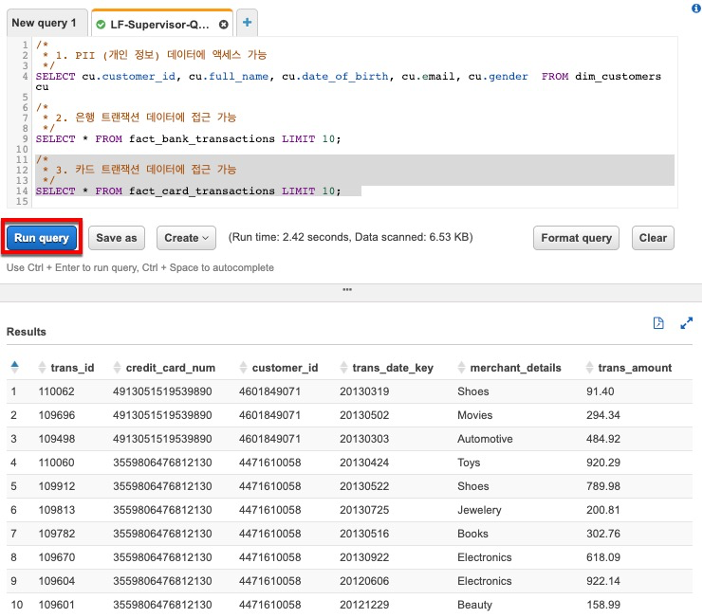 New query 1
LF-Supervisor-Q...
+
1 /*
2 * 1. PII (개인 정보) 데이터에 액세스 가능
3 */
4 SELECT cu.customer_id, cu.full_name, cu.date_of_birth, cu.email, cu.gender FROM dim_customers
cu
5
6 /*
7 * 2. 은행 트랜잭션 데이터에 접근 가능
8 */
9 SELECT * FROM fact_bank_transactions LIMIT 10;
10
11 /*
12 * 3. 카드 트랜잭션 데이터에 접근 가능
13 */
14 SELECT * FROM fact_card_transactions LIMIT 10;
15
Run query Save as Create (Run time: 2.42 seconds, Data scanned: 6.53 KB) Format query Clear
Use Ctrl + Enter to run query, Ctrl + Space to autocomplete
Results
trans_id credit_card_num customer_id trans_date_key merchant_details trans_amount
1 110062 4913051519539890 4601849071 20130319 Shoes 91.40
2 109696 4913051519539890 4601849071 20130502 Movies 294.34
3 109498 4913051519539890 4601849071 20130303 Automotive 484.92
4 110060 3559806476812130 4471610058 20130424 Toys 920.29
5 109912 3559806476812130 4471610058 20130522 Shoes 789.98
6 109813 3559806476812130 4471610058 20130725 Jewelery 200.81
7 109782 3559806476812130 4471610058 20130516 Books 302.76
8 109670 3559806476812130 4471610058 20130922 Electronics 618.09
9 109604 3559806476812130 4471610058 20120606 Electronics 922.14
10 109601 3559806476812130 4471610058 20121229 Beauty 158.99